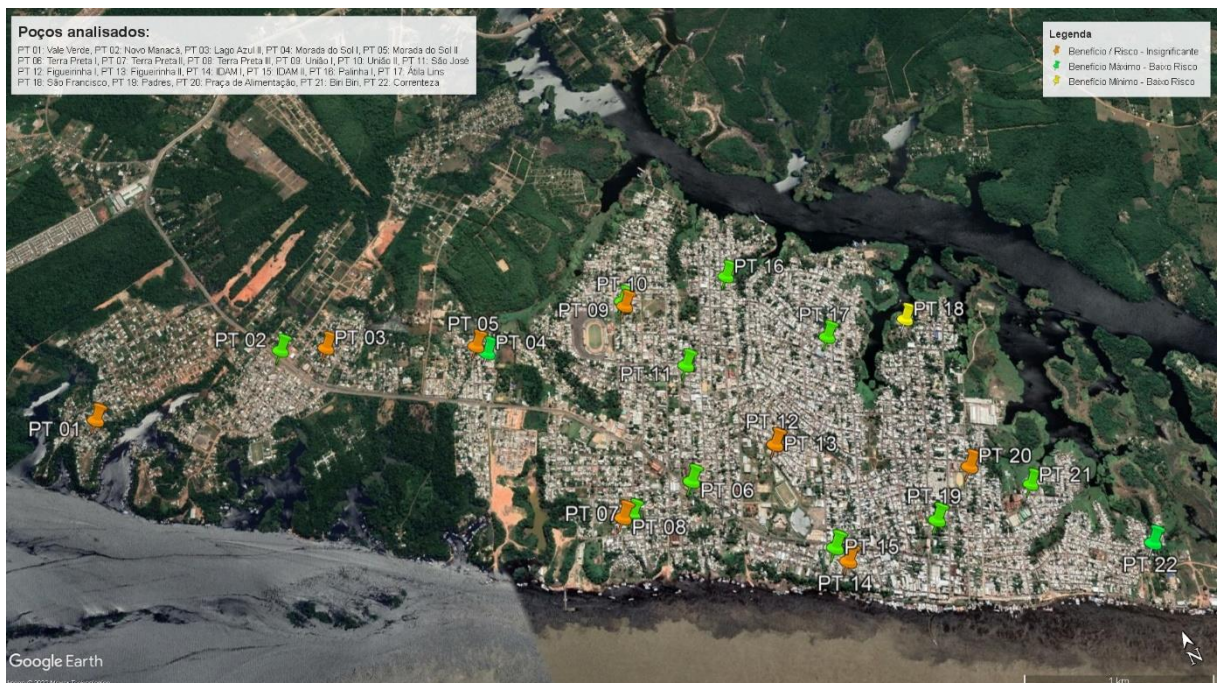 Poços analisados:
PT 01: Vale Verde, PT 02: Novo Manacá, PT 03: Lago Azul II, PT 04: Morada do Sol I, PT 05: Morada do Sol II
PT 06: Terra Preta I, PT 07: Terra Preta II, PT 08: Terra Preta III, PT 09: União I, PT 10: União II, PT 11: São José
PT 12: Figueirinha I, PT 13: Figueirinha II, PT 14: IDAM I, PT 15: IDAM II, PT 16: Palinha I, PT 17: Átila Lins
PT 18: São Francisco, PT 19: Padres, PT 20: Praça de Alimentação, PT 21: Biri Biri, PT 22: Correnteza
Legenda
Benefício / Risco - Insignificante
Benefício Máximo - Baixo Risco
Benefício Mínimo - Baixo Risco
PT 16
PT 10
PT 09
PT 18
PT 17
PT 02
PT 03
PT 05
PT 04
PT 11
PT 01
PT 12
PT 13
PT 20
PT 21
PT 06
PT 19
PT 07
PT 08
PT 15
PT 14
PT 22
N
Google Earth
1 km